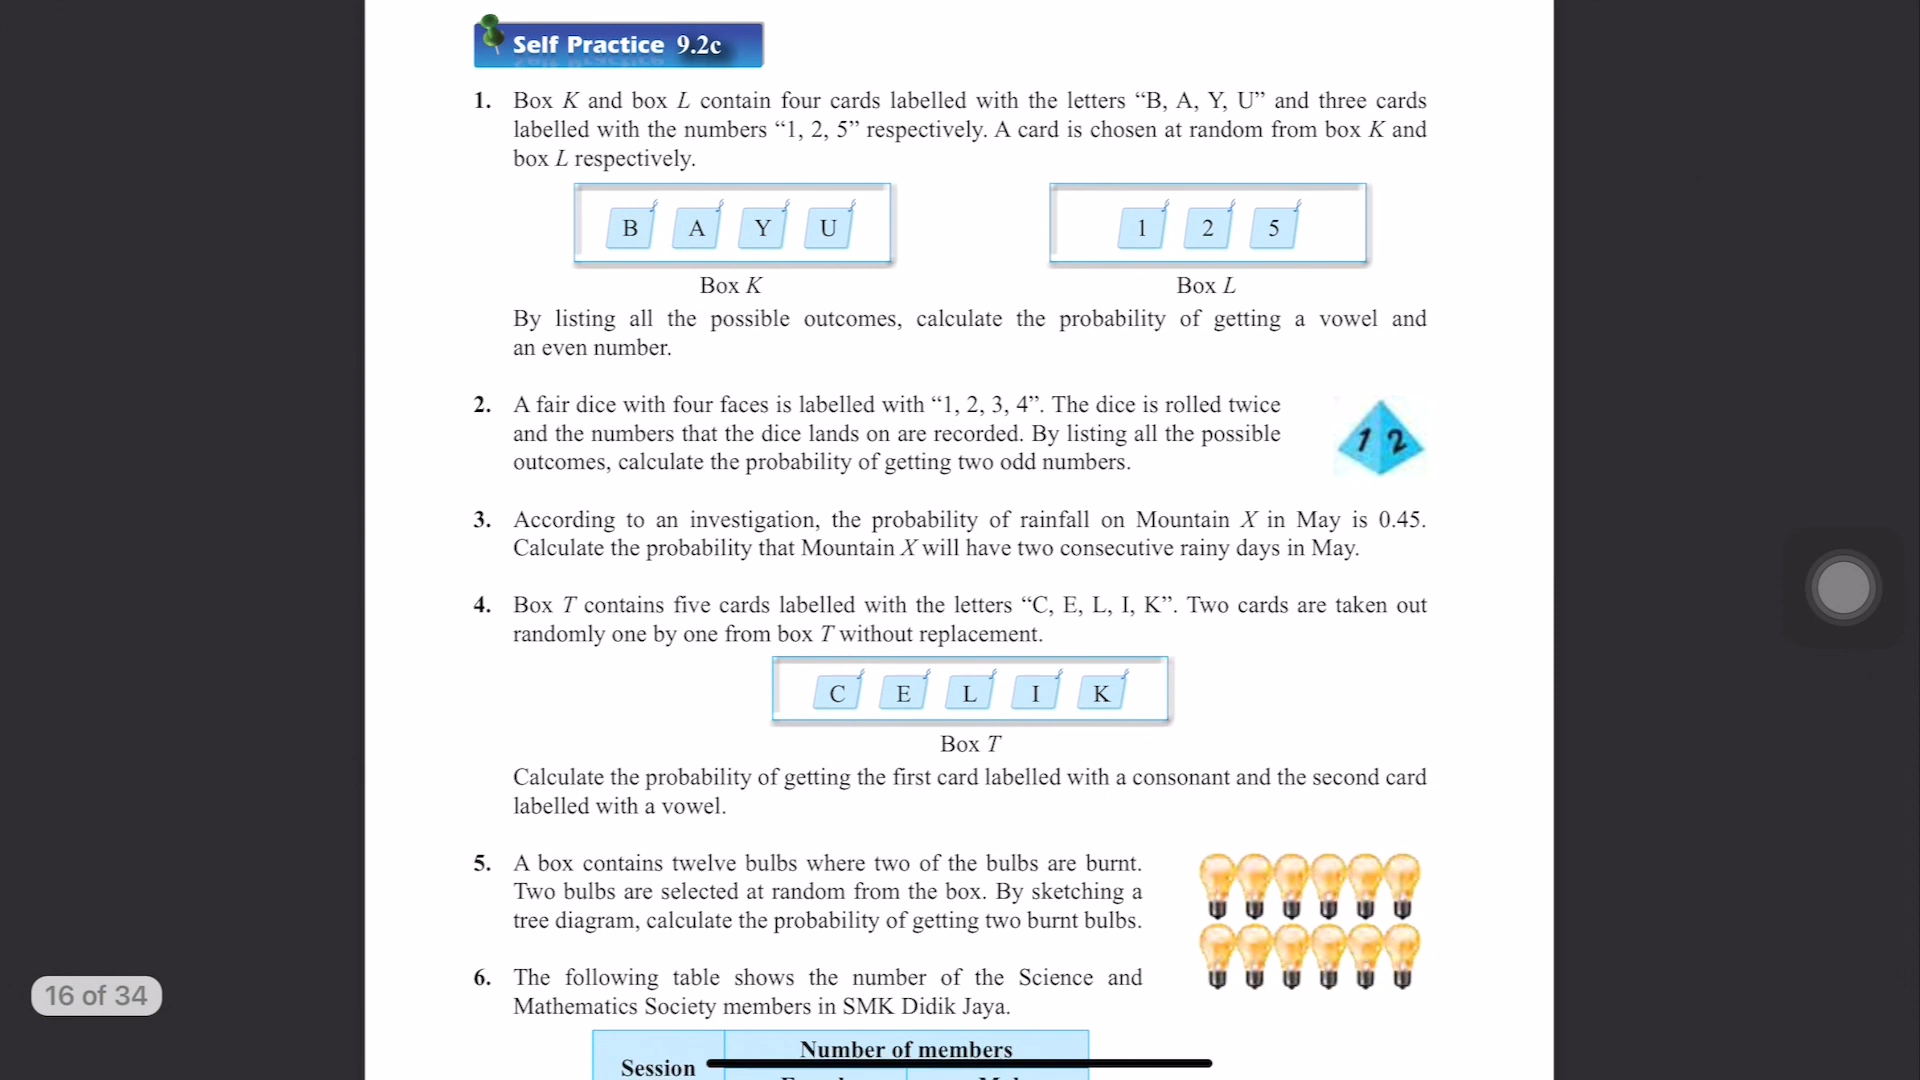 Self Practice 9.2c
1. Box K and box L contain four cards labelled with the letters “B, A, Y, U” and three cards
labelled with the numbers “1, 2, 5” respectively. A card is chosen at random from box K and
box L respectively.
B A Y U
1 2 5
Box K
Box L
By listing all the possible outcomes, calculate the probability of getting a vowel and
an even number.
2. A fair dice with four faces is labelled with “1, 2, 3, 4”. The dice is rolled twice
and the numbers that the dice lands on are recorded. By listing all the possible
outcomes, calculate the probability of getting two odd numbers.
1 2
3. According to an investigation, the probability of rainfall on Mountain X in May is 0.45.
Calculate the probability that Mountain X will have two consecutive rainy days in May.
4. Box T contains five cards labelled with the letters “C, E, L, I, K”. Two cards are taken out
randomly one by one from box T without replacement.
C E L I K
Box T
Calculate the probability of getting the first card labelled with a consonant and the second card
labelled with a vowel.
5. A box contains twelve bulbs where two of the bulbs are burnt.
Two bulbs are selected at random from the box. By sketching a
tree diagram, calculate the probability of getting two burnt bulbs.
6. The following table shows the number of the Science and
Mathematics Society members in SMK Didik Jaya.
Number of members
Session
16 of 34